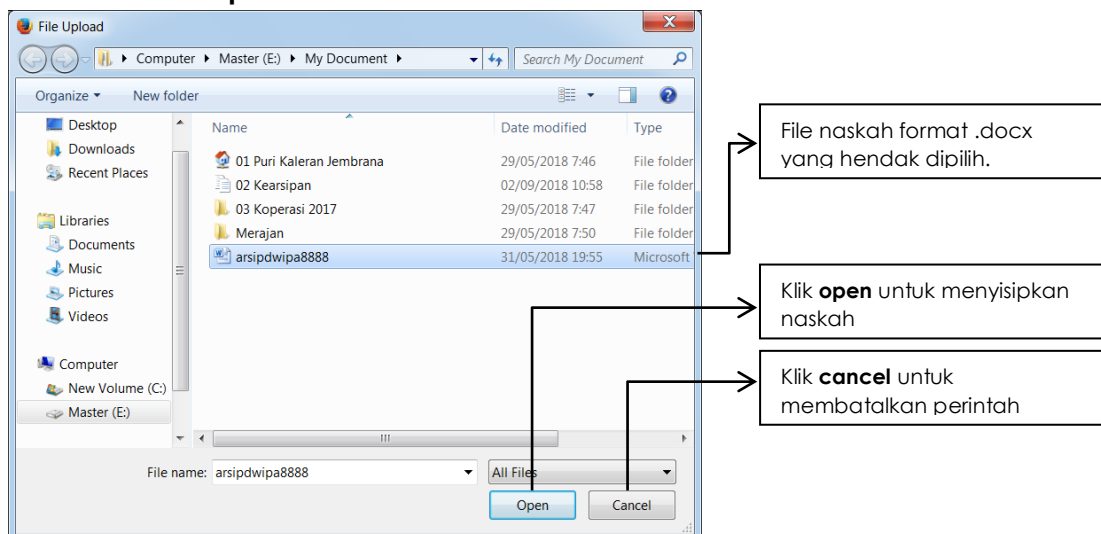 File Upload
X
Computer Master (E:) My Document Search My Document
Organize New folder
Desktop
Downloads
Recent Places
Libraries
Documents
Music
Pictures
Videos
Computer
New Volume (C:)
Master (E:)
Name Date modified Type
01 Puri Kaleran Jembrana 29/05/2018 7:46 File folder
02 Kearsipan 02/09/2018 10:58 File folder
03 Koperasi 2017 29/05/2018 7:47 File folder
Merajan 29/05/2018 7:50 File folder
arsipdwipa8888 31/05/2018 19:55 Microsoft
File name: arsipdwipa8888 All Files
Open Cancel
File naskah format .docx
yang hendak dipilih.
Klik open untuk menyisipkan
naskah
Klik cancel untuk
membatalkan perintah